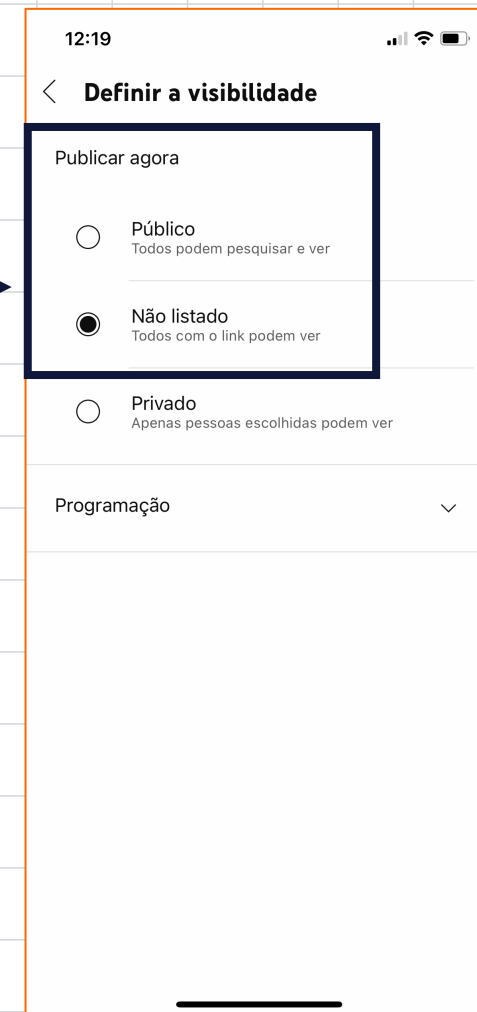 12:19
Definir a visibilidade
Publicar agora
Público
Todos podem pesquisar e ver
Não listado
Todos com o link podem ver
Privado
Apenas pessoas escolhidas podem ver
Programação